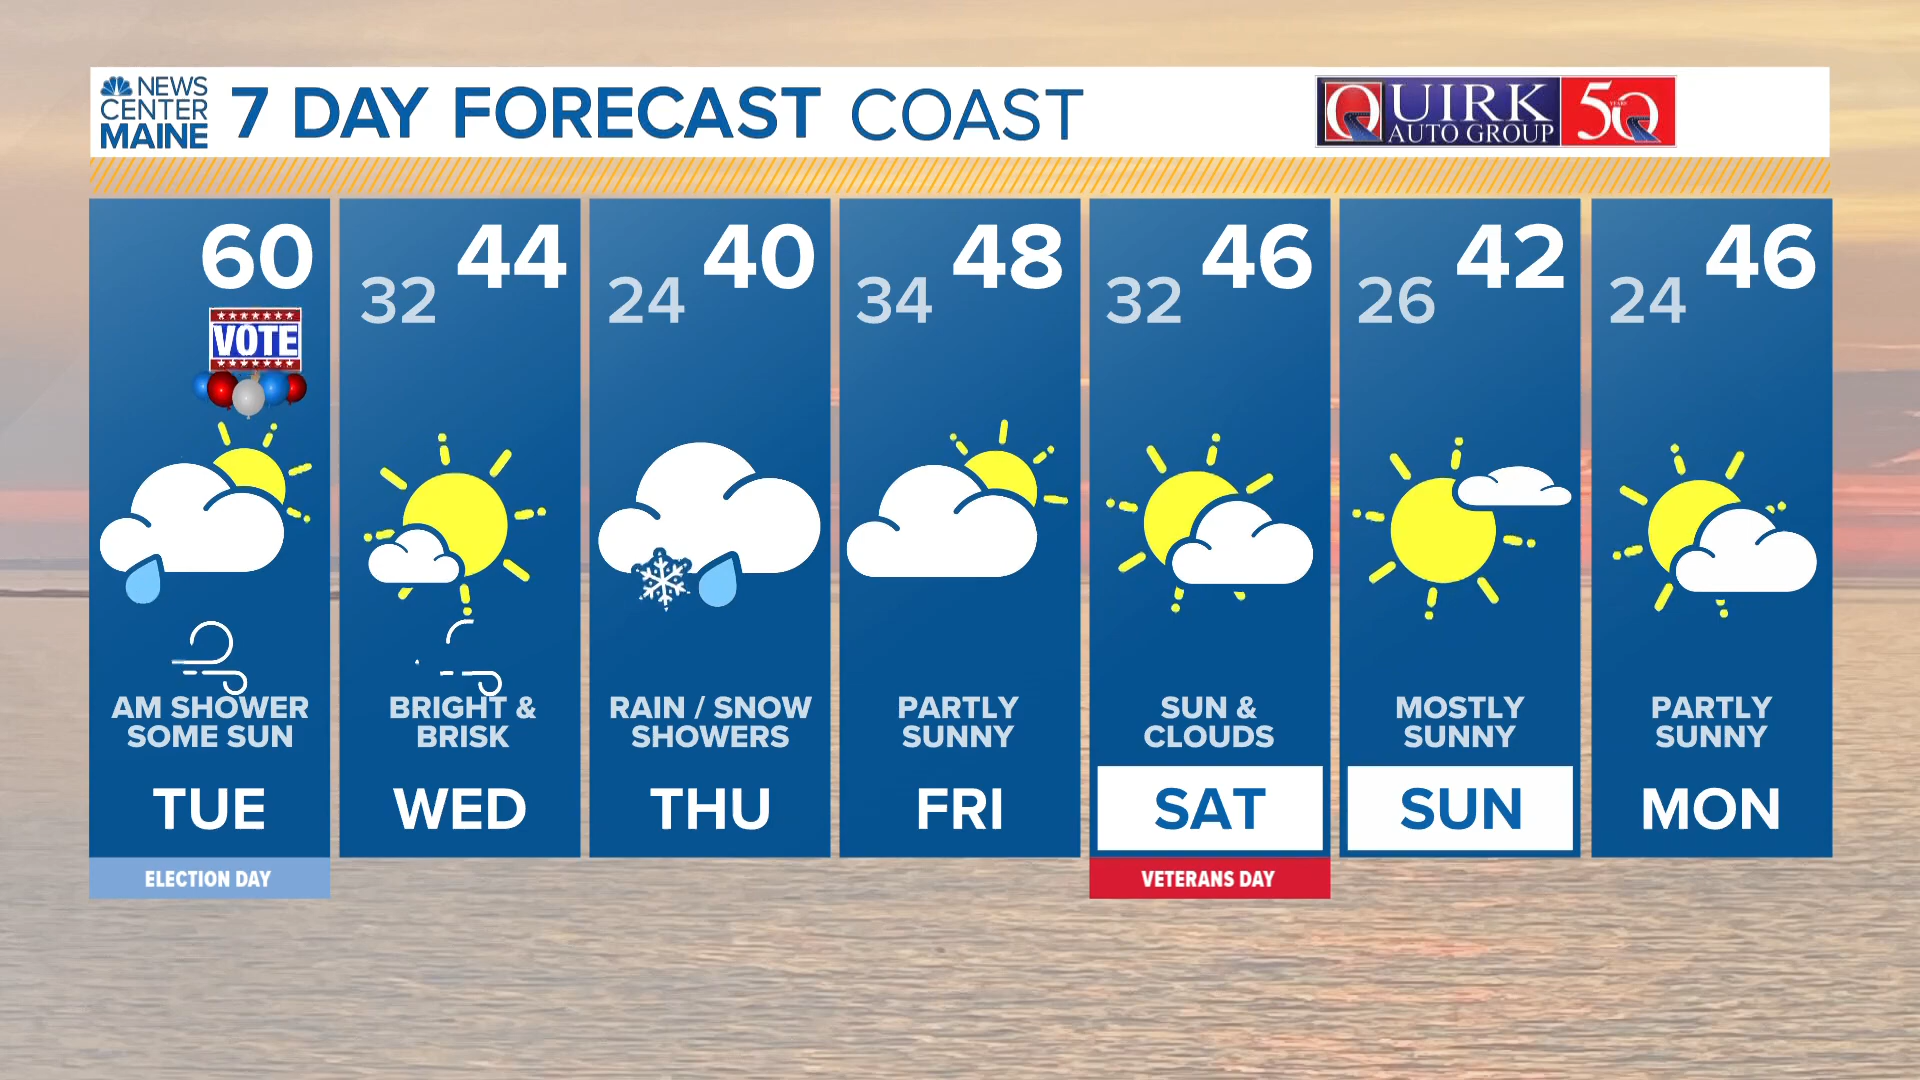 NEWS
CENTER
MAINE
7 DAY FORECAST COAST
QUIRK
AUTO GROUP
50
YEARS
60
VOTE
AM SHOWER
SOME SUN
TUE
ELECTION DAY
32 44
BRIGHT &
BRISK
WED
24 40
RAIN / SNOW
SHOWERS
THU
34 48
PARTLY
SUNNY
FRI
32 46
SUN &
CLOUDS
SAT
VETERANS DAY
26 42
MOSTLY
SUNNY
SUN
24 46
PARTLY
SUNNY
MON